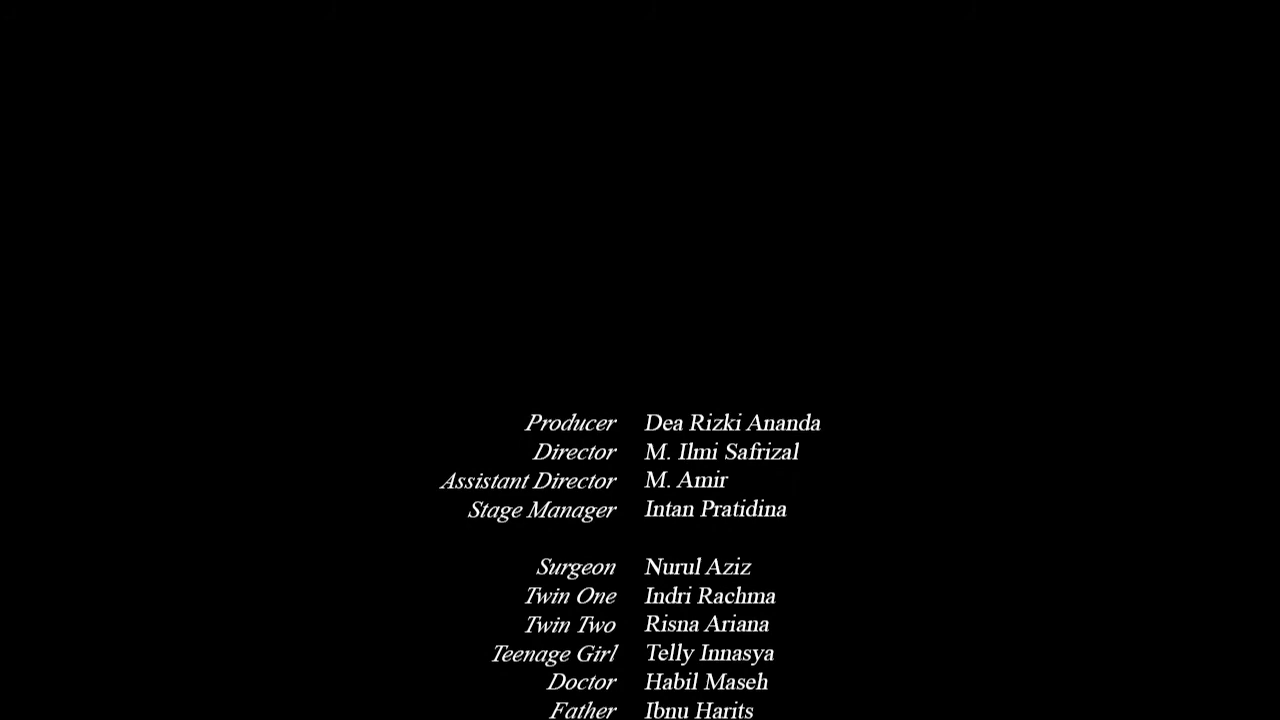 Producer Dea Rizki Ananda
Director M. Ilmi Safrizal
Assistant Director M. Amir
Stage Manager Intan Pratidina
Surgeon Nurul Aziz
Twin One Indri Rachma
Twin Two Risna Ariana
Teenage Girl Telly Innasya
Doctor Habil Maseh
Father Ibnu Harits